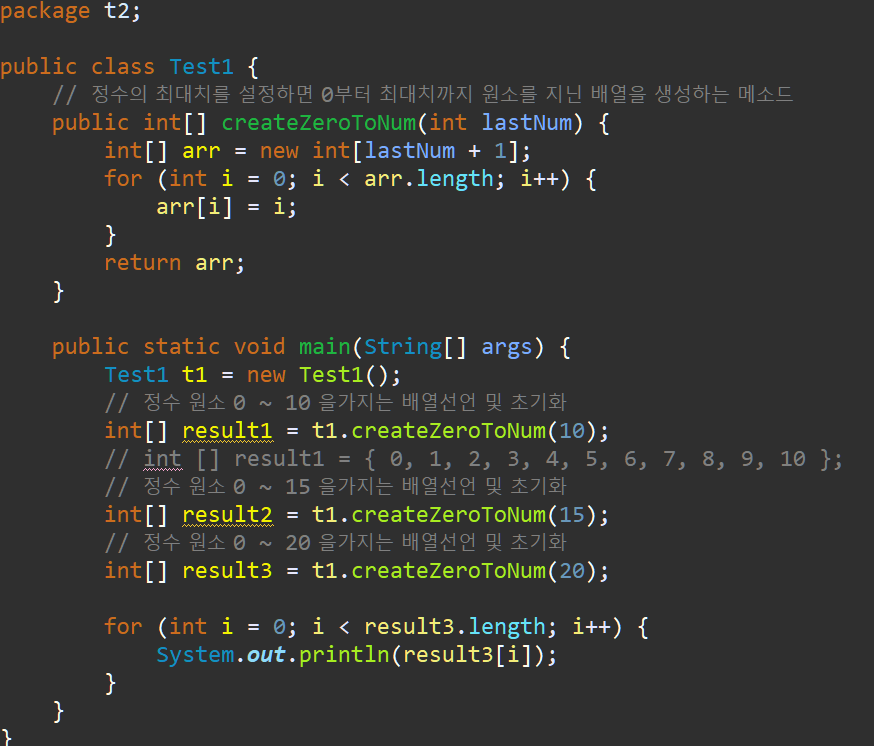 package t2;
public class Test1 {
// 정수의 최대치를 설정하면 0부터 최대치까지 원소를 지닌 배열을 생성하는 메소드
public int[] createZeroToNum(int lastNum) {
int[] arr = new int[lastNum + 1];
for (int i = 0; i < arr.length; i++) {
arr[i] = i;
}
return arr;
}
public static void main(String[] args) {
Test1 t1 = new Test1();
// 정수 원소 0 ~ 10 을가지는 배열선언 및 초기화
int[] result1 = t1.createZeroToNum(10);
// int [] result1 = { 0, 1, 2, 3, 4, 5, 6, 7, 8, 9, 10 };
// 정수 원소 0 ~ 15 을가지는 배열선언 및 초기화
int[] result2 = t1.createZeroToNum(15);
// 정수 원소 0 ~ 20 을가지는 배열선언 및 초기화
int[] result3 = t1.createZeroToNum(20);
for (int i = 0; i < result3.length; i++) {
System.out.println(result3[i]);
}
}
}